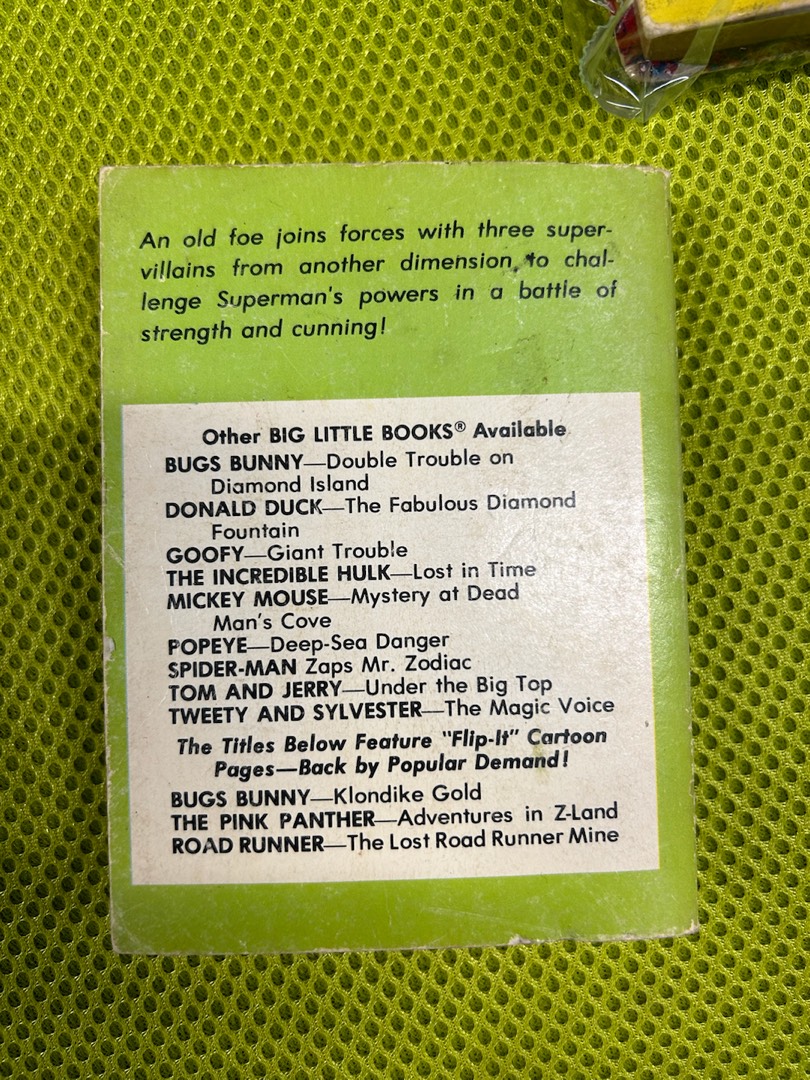 An old foe joins forces with three super-
villains from another dimension, to chal-
lenge Superman's powers in a battle of
strength and cunning!
Other BIG LITTLE BOOKS® Available
BUGS BUNNY—Double Trouble on
Diamond Island
DONALD DUCK—The Fabulous Diamond
Fountain
GOOFY—Giant Trouble
THE INCREDIBLE HULK—Lost in Time
MICKEY MOUSE—Mystery at Dead
Man's Cove
POPEYE—Deep-Sea Danger
SPIDER-MAN Zaps Mr. Zodiac
TOM AND JERRY—Under the Big Top
TWEETY AND SYLVESTER—The Magic Voice
The Titles Below Feature "Flip-It" Cartoon
Pages—Back by Popular Demand!
BUGS BUNNY—Klondike Gold
THE PINK PANTHER—Adventures in Z-Land
ROAD RUNNER—The Lost Road Runner Mine